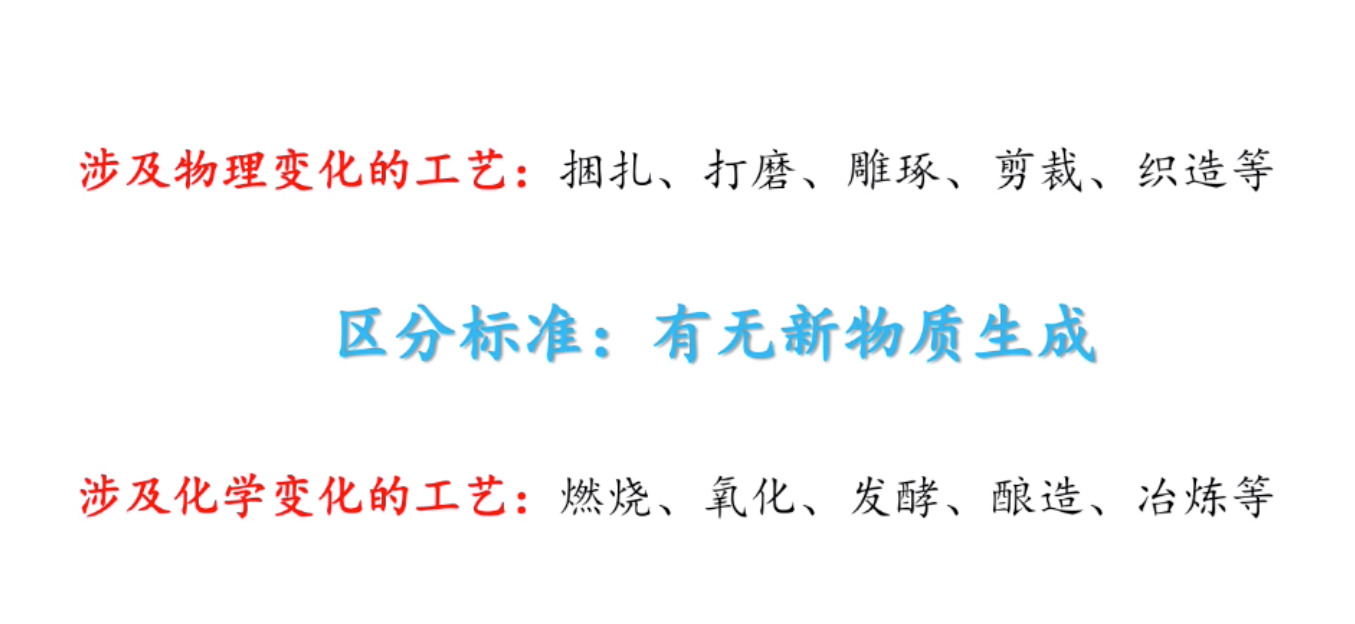 涉及物理变化的工艺：捆扎、打磨、雕琢、剪裁、织造等
区分标准：有无新物质生成
涉及化学变化的工艺：燃烧、氧化、发酵、酿造、冶炼等